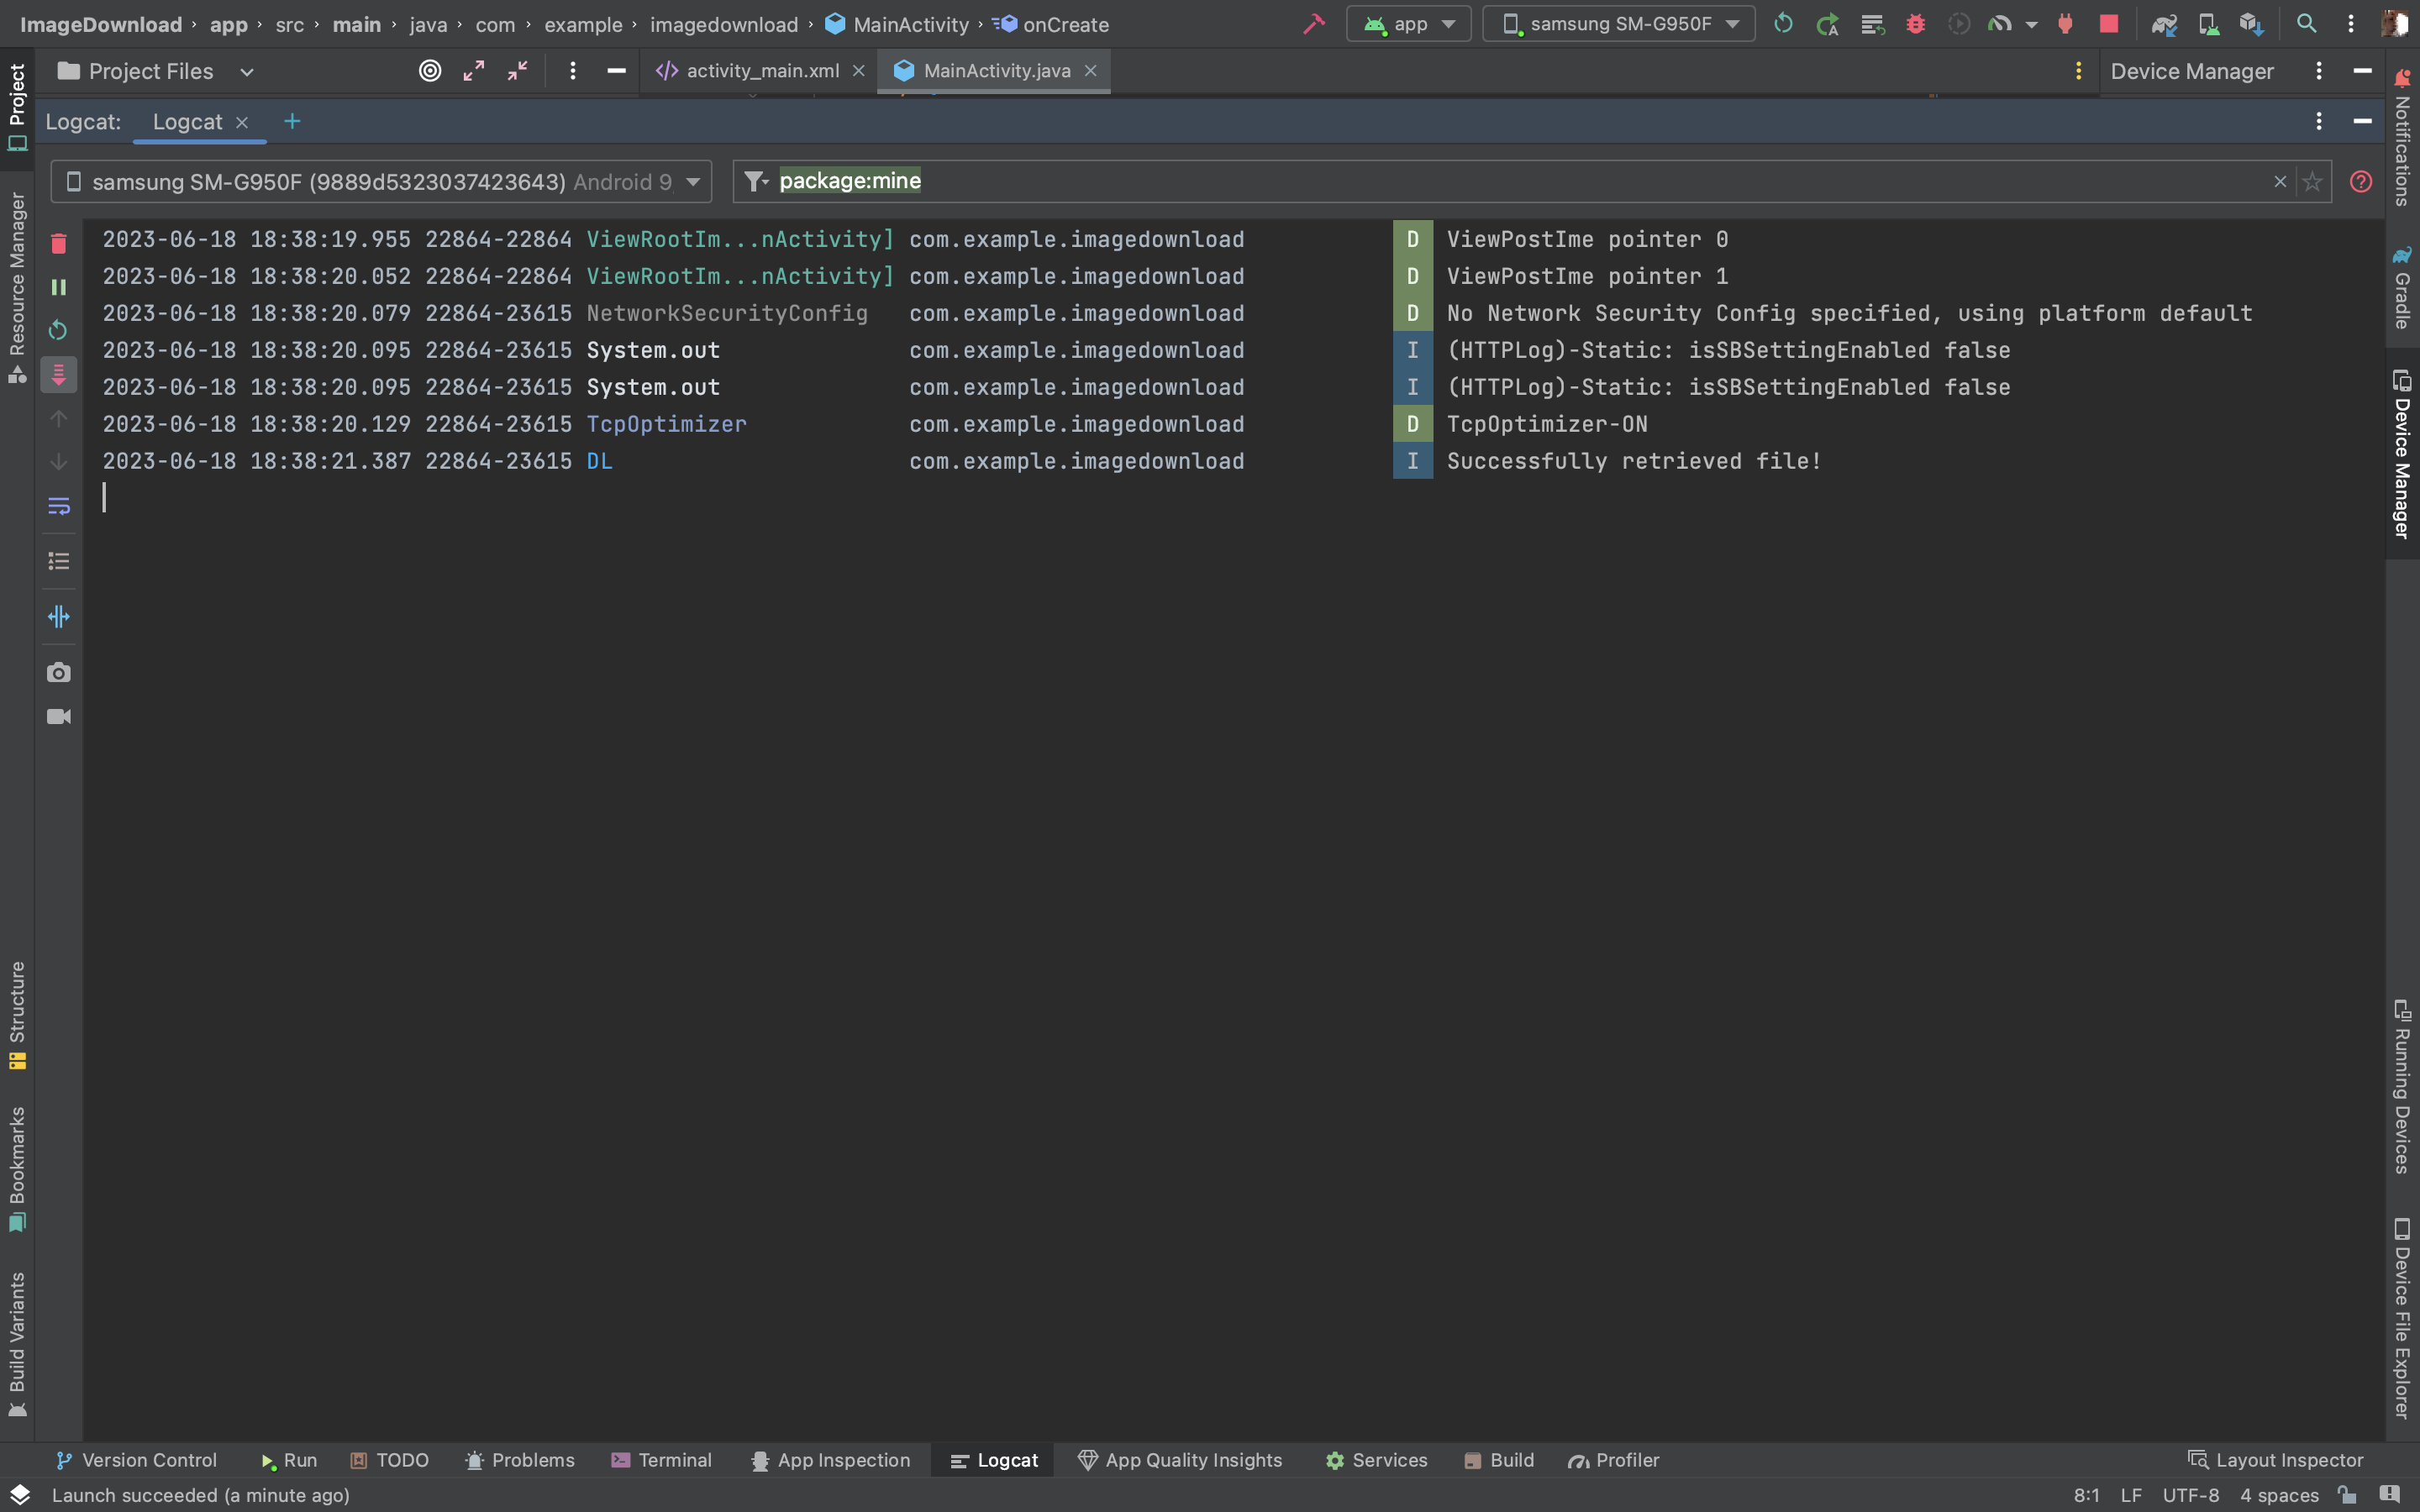 ImageDownload › app › src › main › java › com › example › imagedownload › MainActivity › onCreate
app
samsung SM-G950F
Project Files
activity_main.xml
MainActivity.java
Device Manager
Logcat:
Logcat
samsung SM-G950F (9889d5323037423643) Android 9
package:mine
2023-06-18 18:38:19.955 22864-22864 ViewRootIm...nActivity] com.example.imagedownload D ViewPostIme pointer 0
2023-06-18 18:38:20.052 22864-22864 ViewRootIm...nActivity] com.example.imagedownload D ViewPostIme pointer 1
2023-06-18 18:38:20.079 22864-23615 NetworkSecurityConfig com.example.imagedownload D No Network Security Config specified, using platform default
2023-06-18 18:38:20.095 22864-23615 System.out com.example.imagedownload I (HTTPLog)-Static: isSBSettingEnabled false
2023-06-18 18:38:20.095 22864-23615 System.out com.example.imagedownload I (HTTPLog)-Static: isSBSettingEnabled false
2023-06-18 18:38:20.129 22864-23615 TcpOptimizer com.example.imagedownload D TcpOptimizer-ON
2023-06-18 18:38:21.387 22864-23615 DL com.example.imagedownload I Successfully retrieved file!
Project
Resource Manager
Structure
Bookmarks
Build Variants
Notifications
Gradle
Device Manager
Running Devices
Device File Explorer
Version Control
Run
TODO
Problems
Terminal
App Inspection
Logcat
App Quality Insights
Services
Build
Profiler
Layout Inspector
Launch succeeded (a minute ago)
8:1
LF
UTF-8
4 spaces